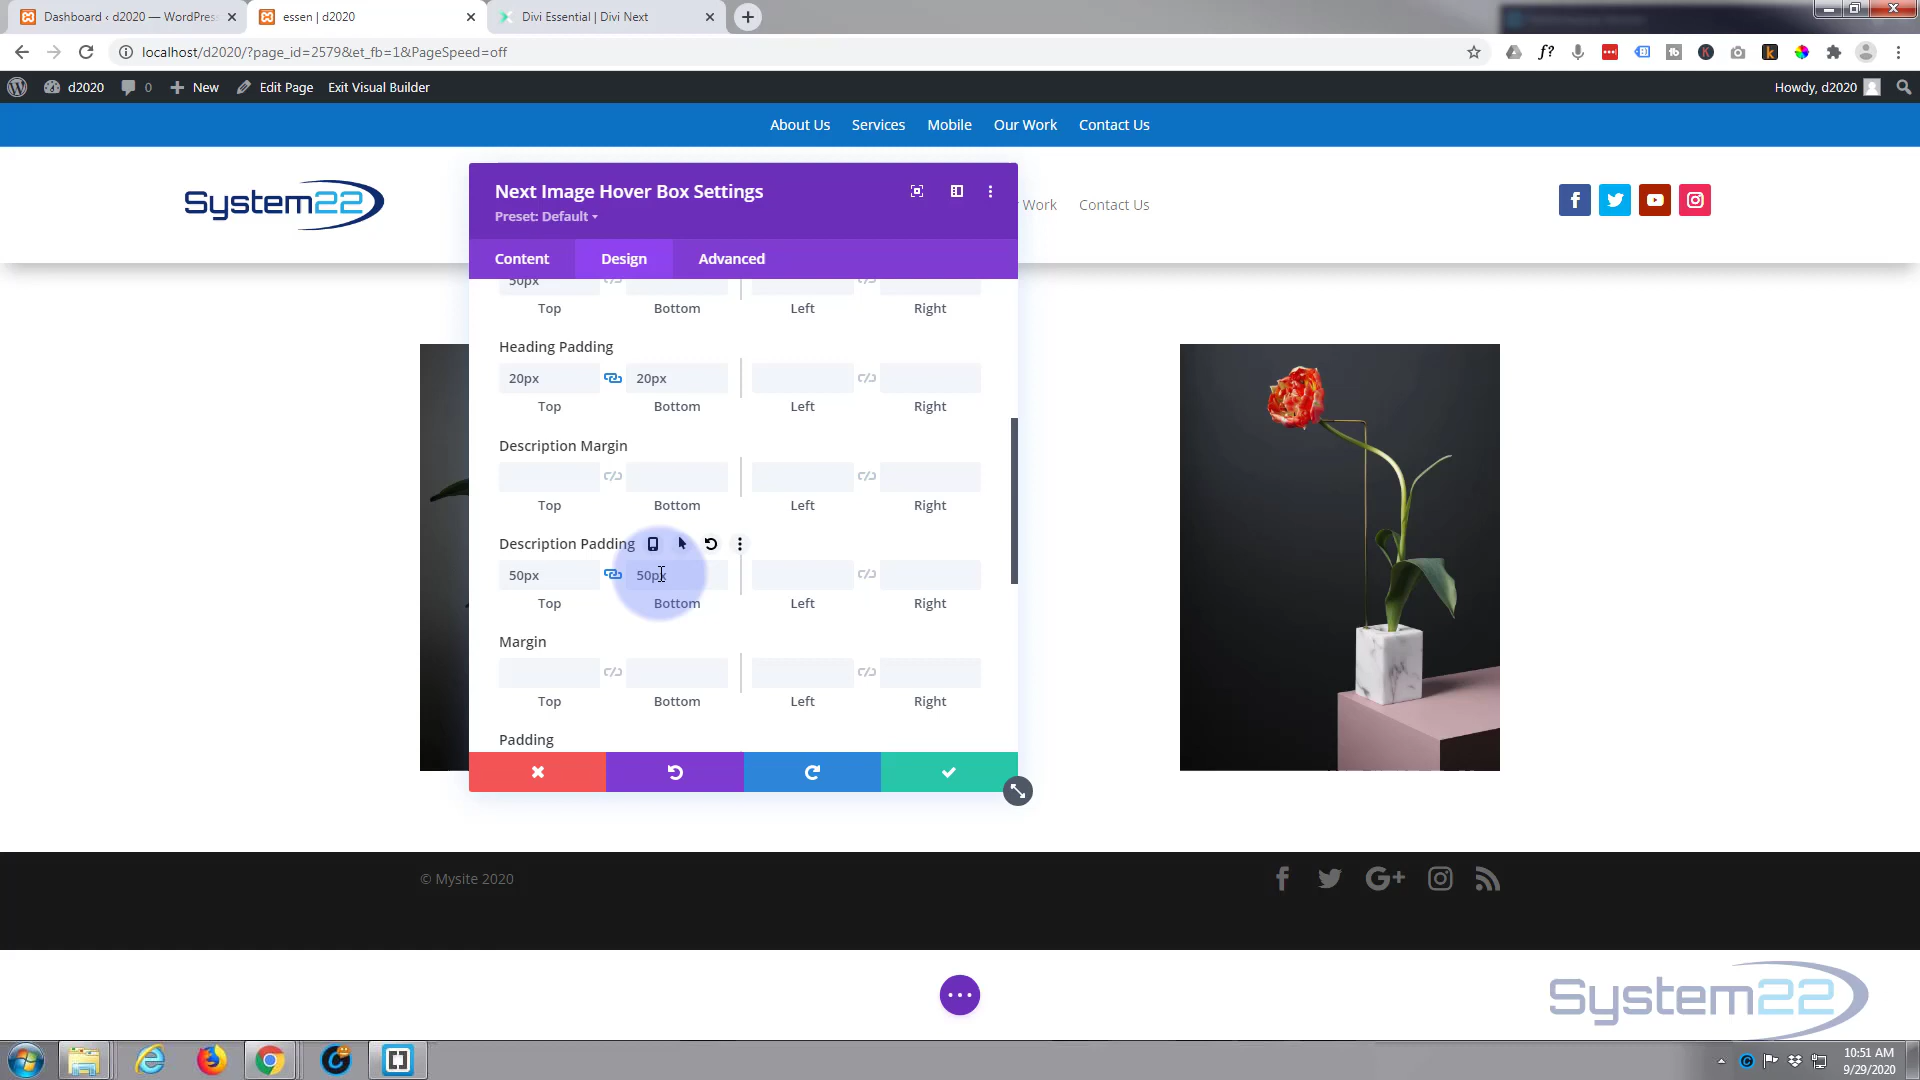 Dashboard ‹ d2020 — WordPress
essen | d2020
Divi Essential | Divi Next
localhost/d2020/?page_id=2579&et_fb=1&PageSpeed=off
d2020
0
New
Edit Page
Exit Visual Builder
Howdy, d2020
About Us
Services
Mobile
Our Work
Contact Us
System22
Next Image Hover Box Settings
Preset: Default
Work
Contact Us
Content
Design
Advanced
50px
Top
Bottom
Left
Right
Heading Padding
20px
20px
Top
Bottom
Left
Right
Description Margin
Top
Bottom
Left
Right
Description Padding
50px
50px
Top
Bottom
Left
Right
Margin
Top
Bottom
Left
Right
Padding
© Mysite 2020
System22
10:51 AM
9/29/2020